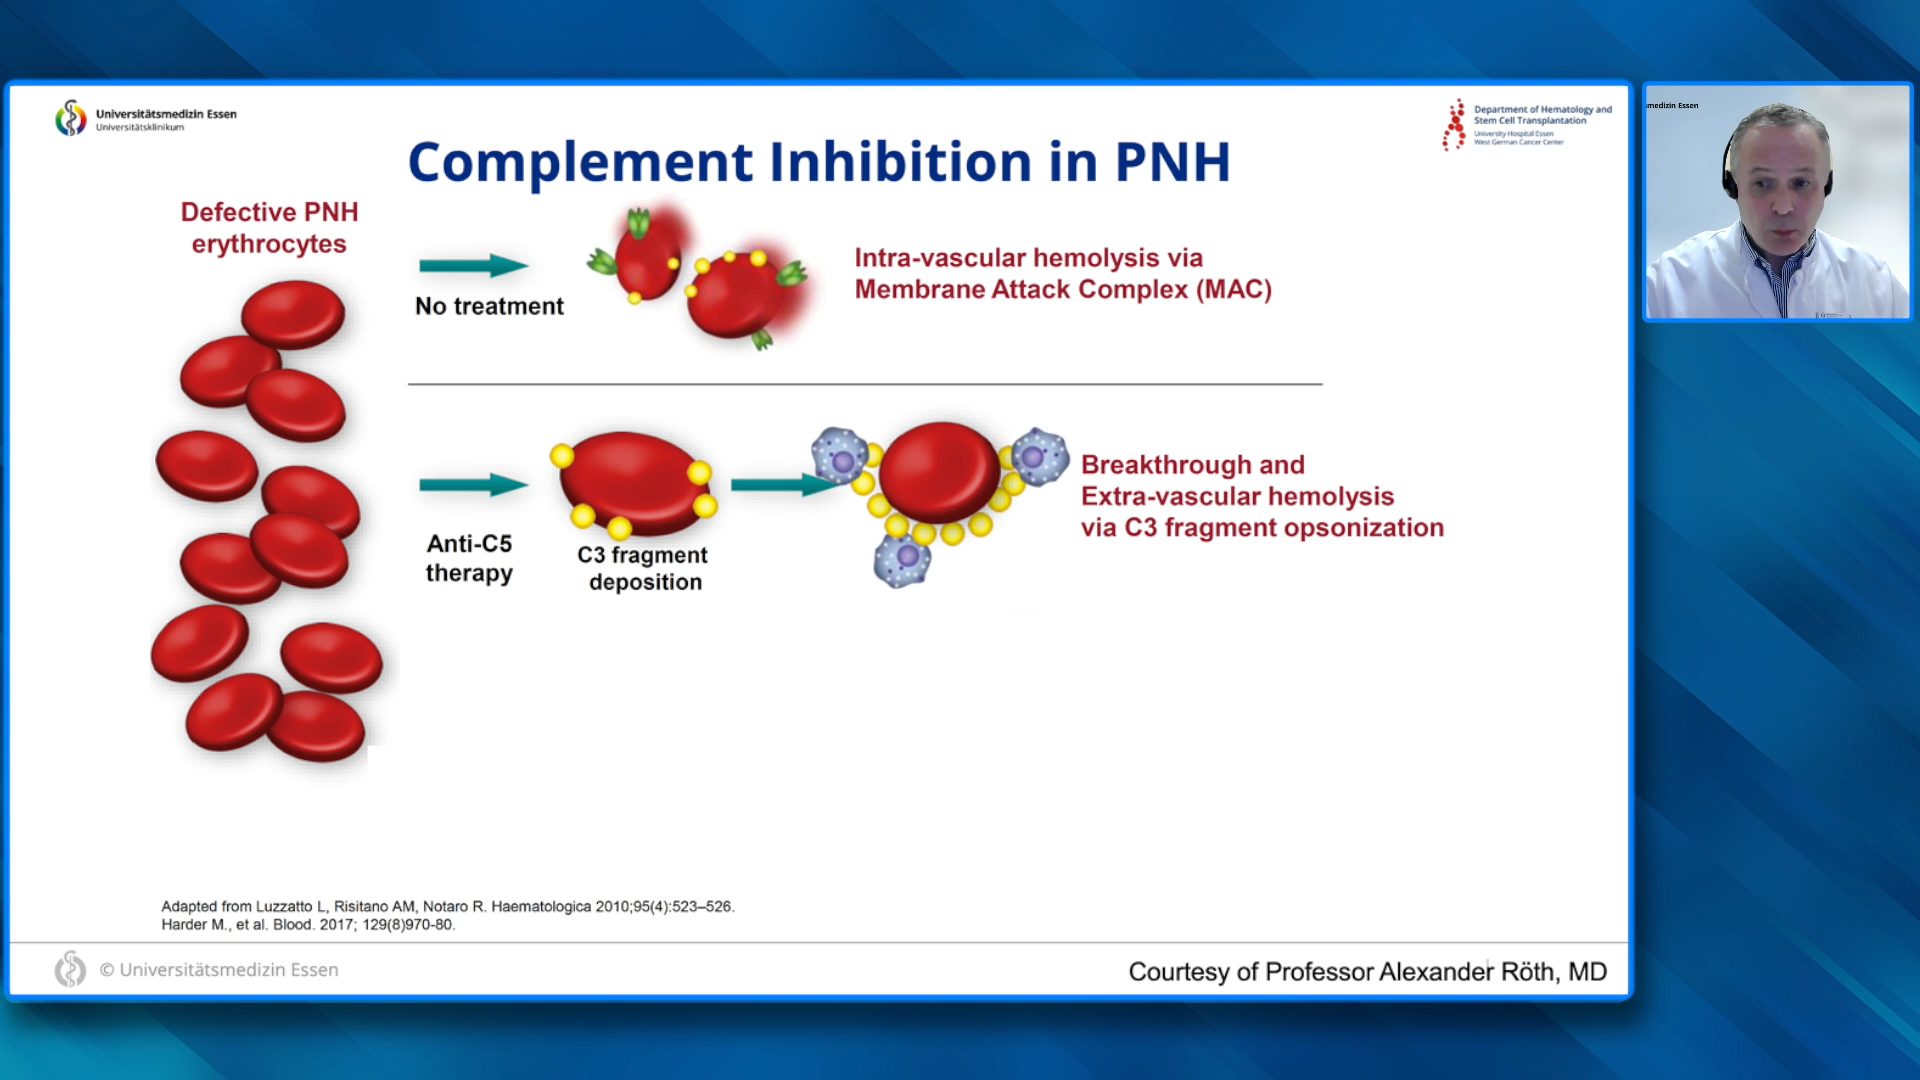 Universitätsmedizin Essen
Universitätsklinikum
Department of Hematology and
Stem Cell Transplantation
University Hospital Essen
West German Cancer Center
smedizin Essen
Complement Inhibition in PNH
Defective PNH
erythrocytes
No treatment
Intra-vascular hemolysis via
Membrane Attack Complex (MAC)
Anti-C5
therapy
C3 fragment
deposition
Breakthrough and
Extra-vascular hemolysis
via C3 fragment opsonization
Adapted from Luzzatto L, Risitano AM, Notaro R. Haematologica 2010;95(4):523–526.
Harder M., et al. Blood. 2017; 129(8)970-80.
© Universitätsmedizin Essen
Courtesy of Professor Alexander Röth, MD